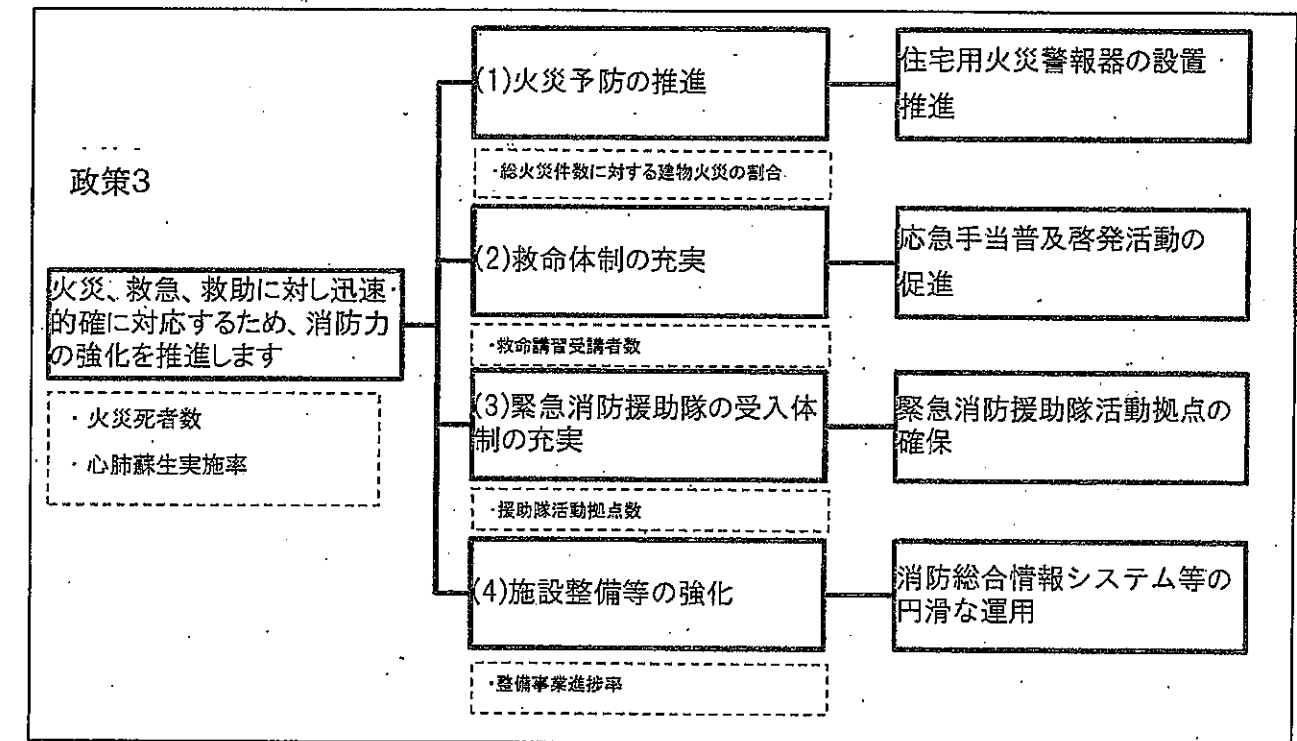 政策3
火災、救急、救助に対し迅速・
的確に対応するため、消防力
の強化を推進します
・火災死者数
・心肺蘇生実施率
(1)火災予防の推進
・総火災件数に対する建物火災の割合
住宅用火災警報器の設置
推進
(2)救命体制の充実
・救命講習受講者数
応急手当普及啓発活動の
促進
(3)緊急消防援助隊の受入体
制の充実
・援助隊活動拠点数
緊急消防援助隊活動拠点の
確保
(4)施設整備等の強化
・整備事業進捗率
消防総合情報システム等の
円滑な運用